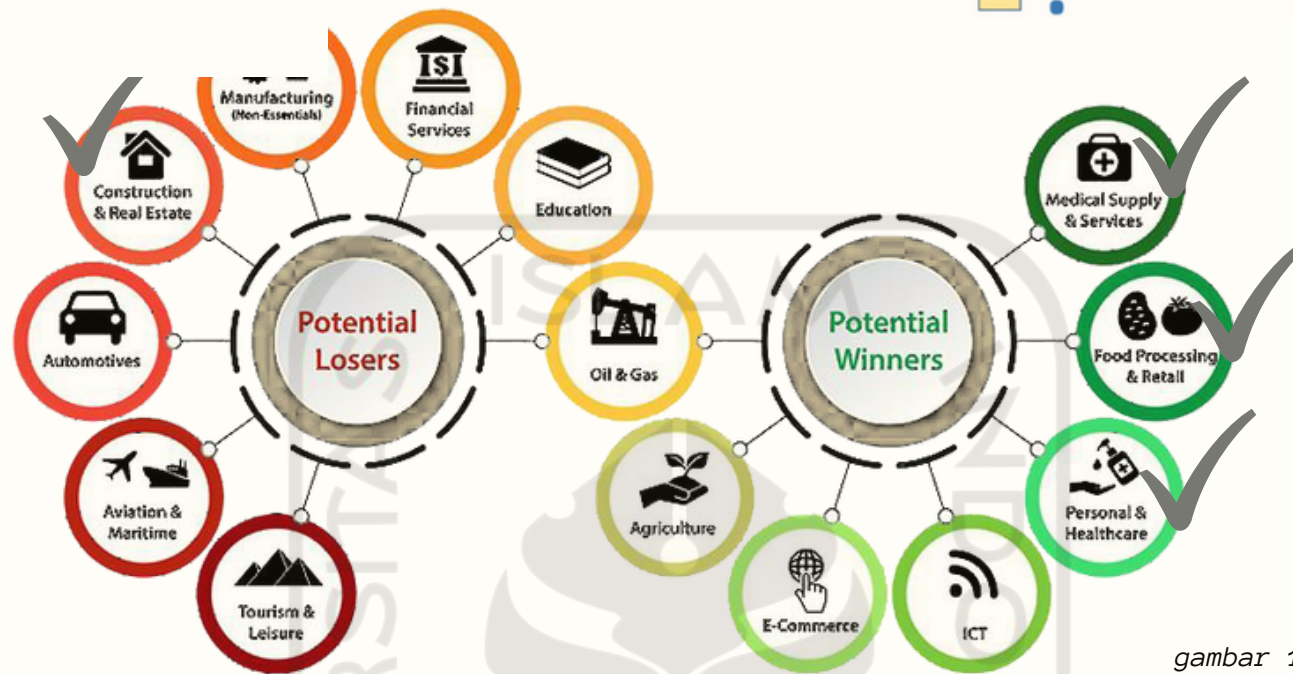 Manufacturing
(Non-Essentials)
Financial
Services
Construction
& Real Estate
Education
Automotives
Potential
Losers
Oil & Gas
Aviation &
Maritime
Tourism &
Leisure
Potential
Winners
Medical Supply
& Services
Food Processing
& Retail
Personal &
Healthcare
Agriculture
E-Commerce
ICT
ISLAM
gambar 1